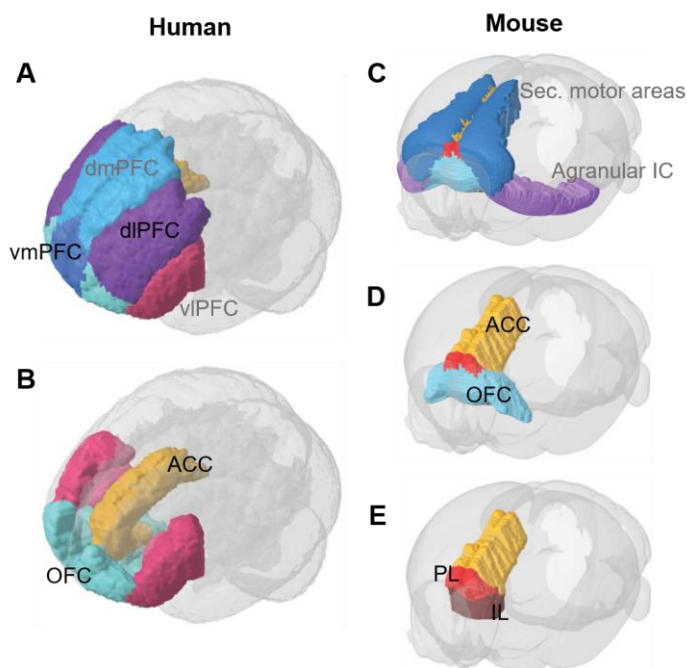 Human
Mouse
A
dmPFC
vmPFC
dlPFC
vlPFC
B
ACC
OFC
C
Sec. motor areas
Agranular IC
D
ACC
OFC
E
PL
IL